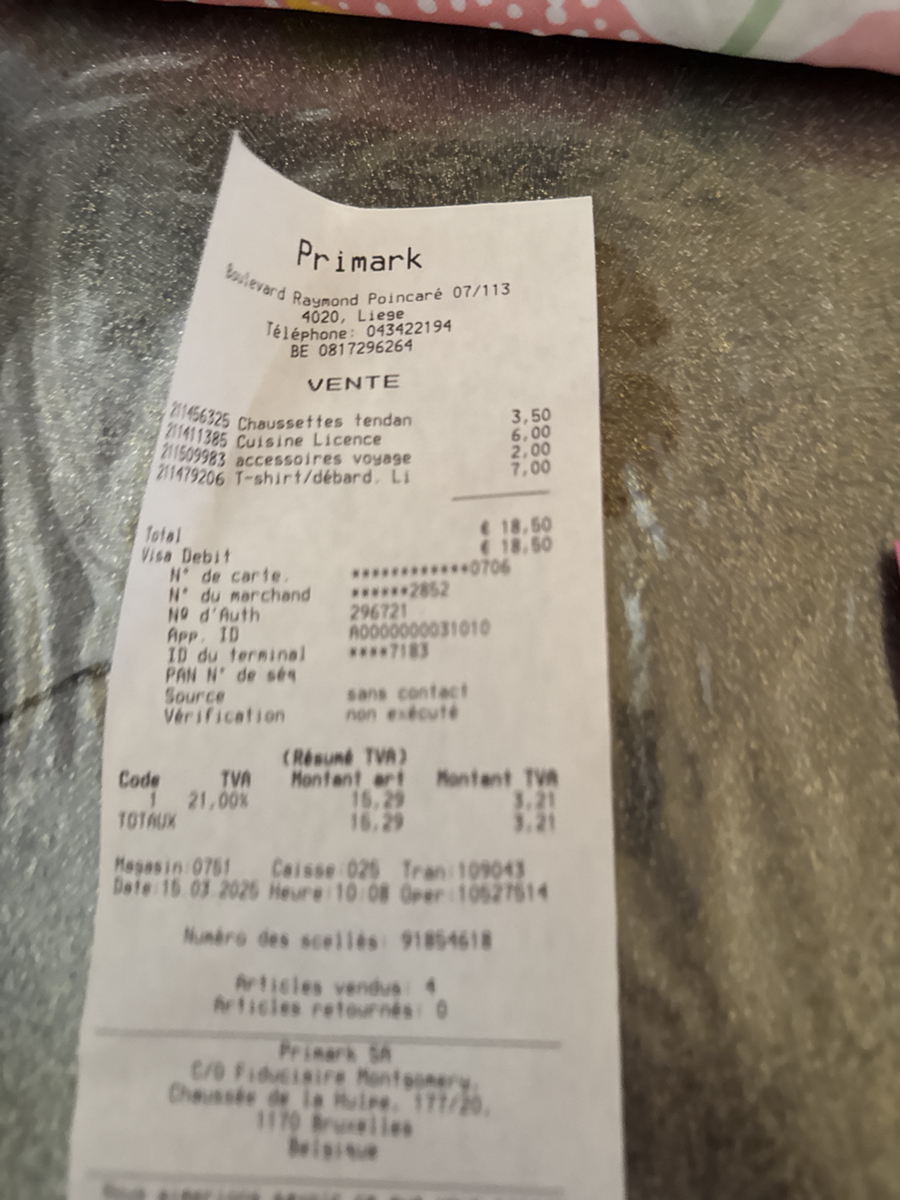 Primark
Boulevard Raymond Poincaré 07/113
4020, Liege
Téléphone: 043422194
BE 0817296264
VENTE
211456325 Chaussettes tendan 3,50
211411385 Cuisine Licence 6,00
211509983 accessoires voyage 2,00
211479206 T-shirt/débard. Li 7,00
Total € 18,50
Visa Debit € 18,50
N° de carte. ************0706
N° du marchand ******2852
Nº d'Auth 296721
App. ID A0000000031010
ID du terminal ****7183
PAN N° de séq
Source sans contact
Vérification non exécuté
(Résumé TVA)
Code TVA Montant art Montant TVA
1 21,00% 15,29 3,21
TOTAUX 15,29 3,21
Magasin:0751 Caisse:025 Tran:109043
Date:15.03.2025 Heure:10:08 Oper:10527514
Numéro des scellés: 91854618
Articles vendus: 4
Articles retournés: 0
Primark SA
C/O Fiduciaire Montgomery,
Chaussée de la Hulpe, 177/20,
1170 Bruxelles
Belgique